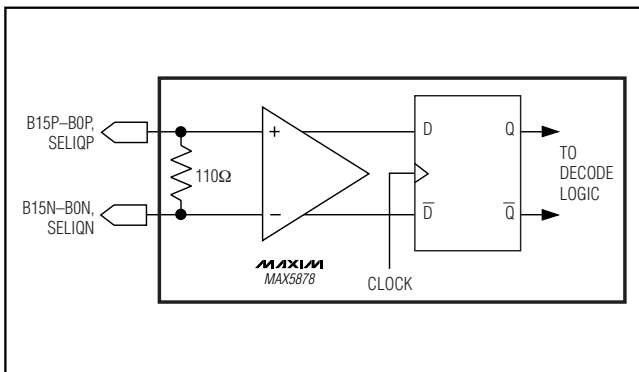 B15P–B0P,
SELIQP
B15N–B0N,
SELIQN
110Ω
+
−
MAXIM
MAX5878
CLOCK
D
Q
D̅
Q̅
TO
DECODE
LOGIC